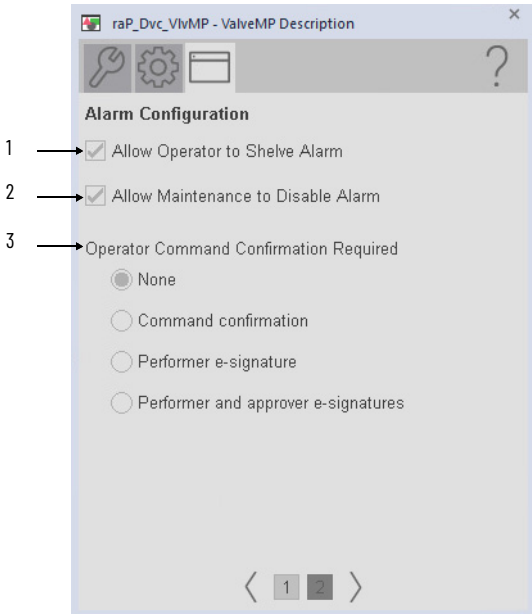 raP_Dvc_VlvMP - ValveMP Description
×
?
Alarm Configuration
1
Allow Operator to Shelve Alarm
2
Allow Maintenance to Disable Alarm
3
Operator Command Confirmation Required
None
Command confirmation
Performer e-signature
Performer and approver e-signatures
1 2